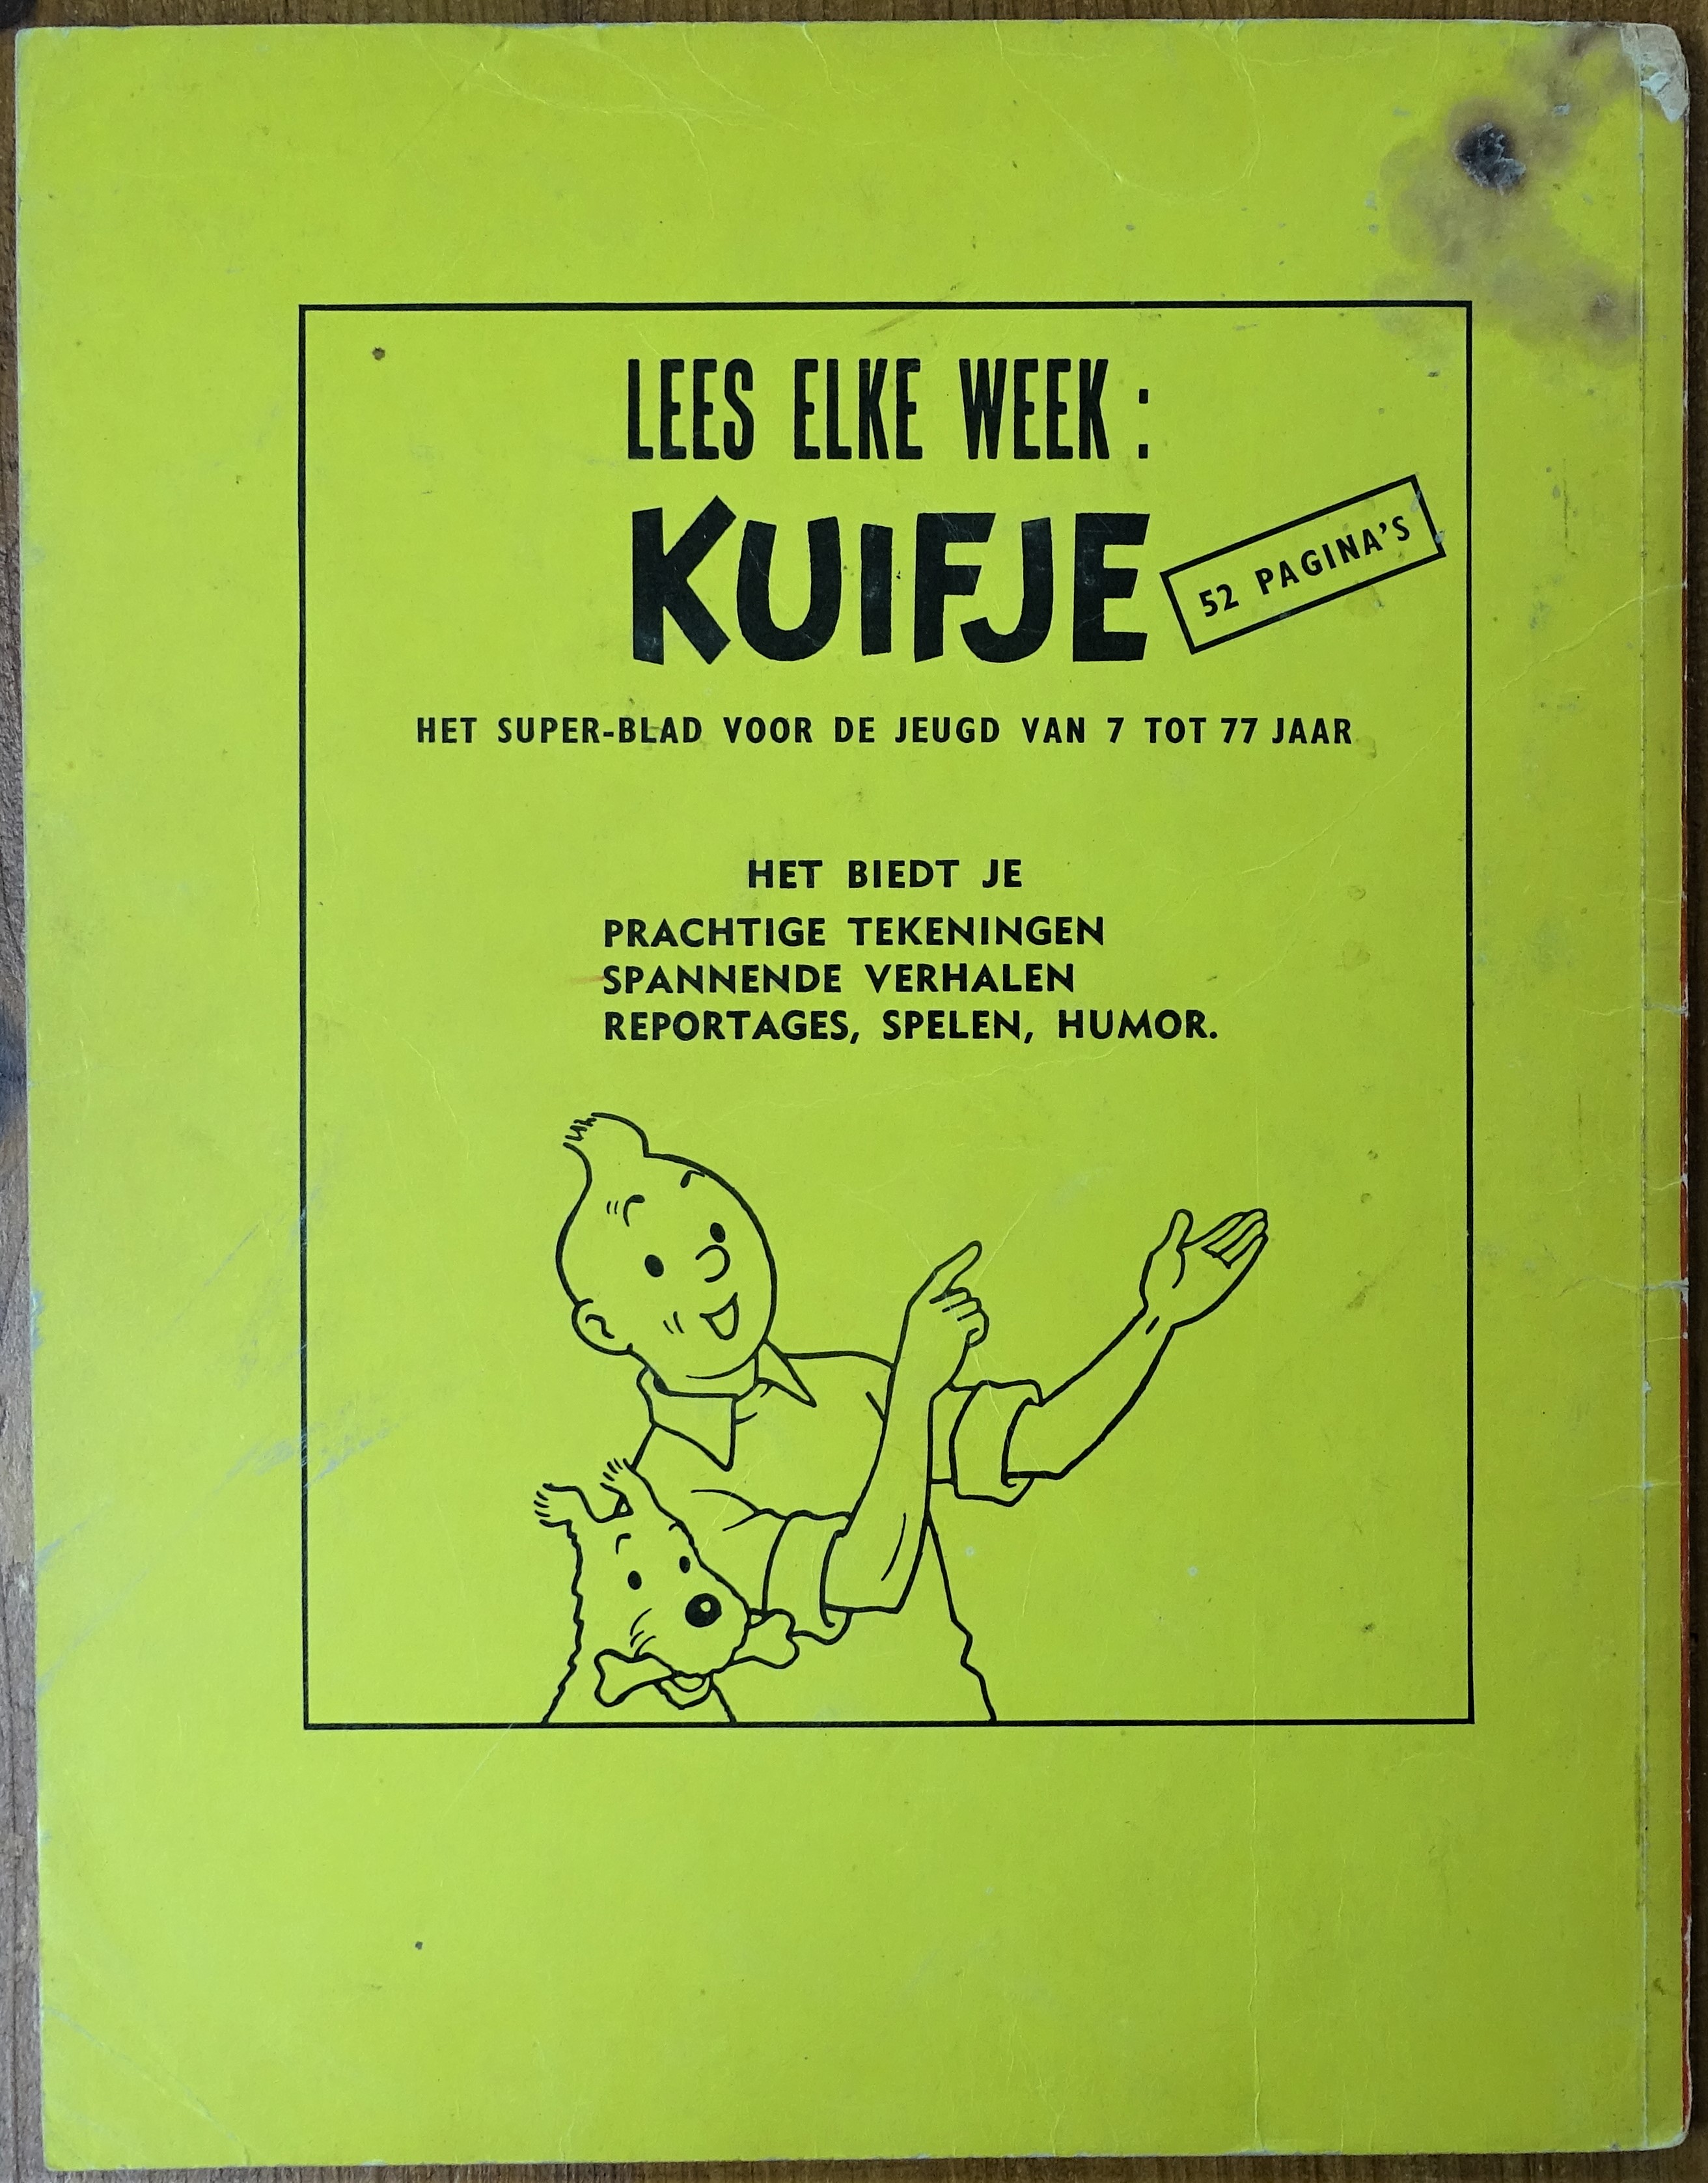 LEES ELKE WEEK :
KUIFJE
52 PAGINA'S
HET SUPER-BLAD VOOR DE JEUGD VAN 7 TOT 77 JAAR
HET BIEDT JE
PRACHTIGE TEKENINGEN
SPANNENDE VERHALEN
REPORTAGES, SPELEN, HUMOR.